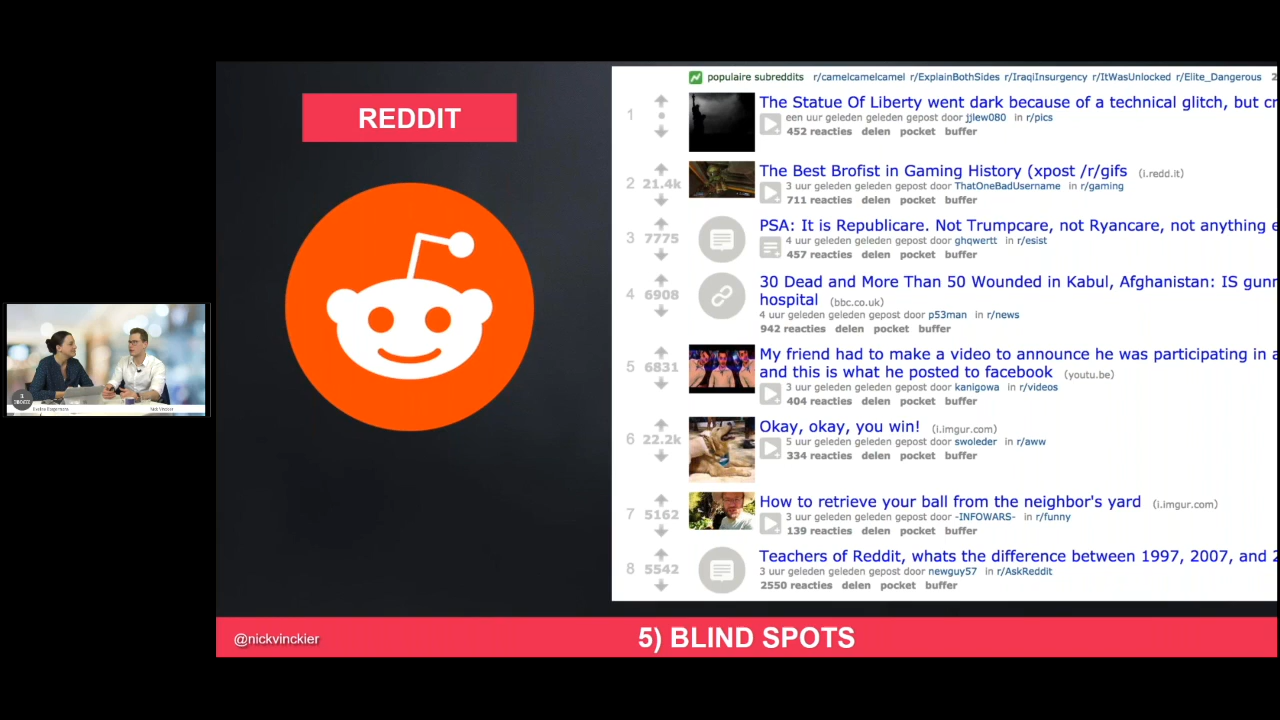 REDDIT
populaire subreddits r/camelcamelcamel r/ExplainBothSides r/IraqiInsurgency r/ItWasUnlocked r/Elite_Dangerous
1
The Statue Of Liberty went dark because of a technical glitch, but
een uur geleden geleden gepost door jjlew080 in r/pics
452 reacties delen pocket buffer
2 21.4k
The Best Brofist in Gaming History (xpost /r/gifs (i.redd.it)
3 uur geleden geleden gepost door ThatOneBadUsername in r/gaming
711 reacties delen pocket buffer
3 7775
PSA: It is Republicare. Not Trumpcare, not Ryancare, not anything
4 uur geleden geleden gepost door ghqwertt in r/esist
457 reacties delen pocket buffer
4 6908
30 Dead and More Than 50 Wounded in Kabul, Afghanistan: IS
hospital (bbc.co.uk)
4 uur geleden geleden gepost door p53man in r/news
942 reacties delen pocket buffer
5 6831
My friend had to make a video to announce he was participating in
and this is what he posted to facebook (youtu.be)
3 uur geleden geleden gepost door kanigowa in r/videos
404 reacties delen pocket buffer
6 22.2k
Okay, okay, you win! (i.imgur.com)
5 uur geleden geleden gepost door swoleder in r/aww
334 reacties delen pocket buffer
7 5162
How to retrieve your ball from the neighbor's yard (i.imgur.com)
3 uur geleden geleden gepost door -INFOWARS- in r/funny
139 reacties delen pocket buffer
8 5542
Teachers of Reddit, whats the difference between 1997, 2007, and
3 uur geleden geleden gepost door newguy57 in r/AskReddit
2550 reacties delen pocket buffer
@nickvinckier
5) BLIND SPOTS